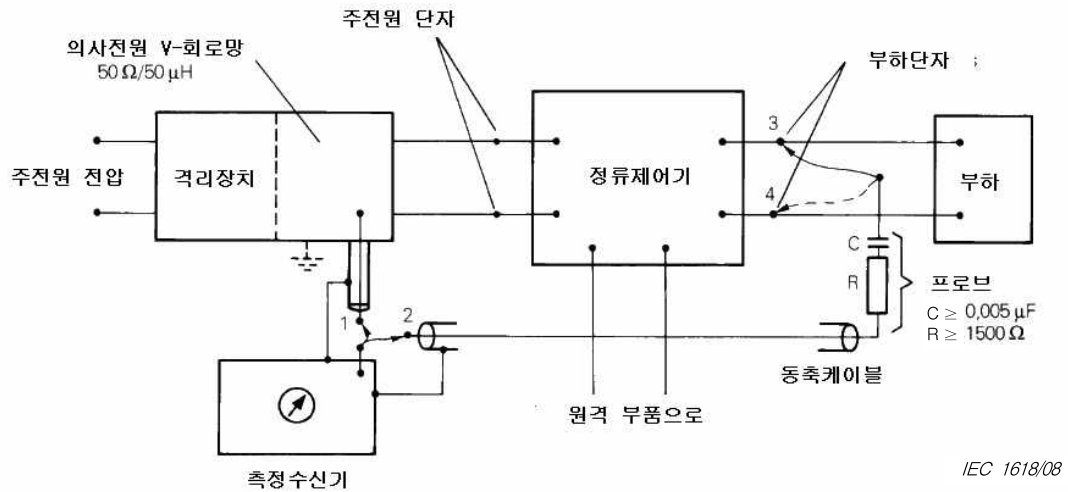 주전원 단자
의사전원 V-회로망
50 Ω/50 μH
부하단자 ;
3
주전원 전압
격리장치
정류제어기
부하
4
C
R
프로브
C ≥ 0,005 μF
R ≥ 1500 Ω
1
2
동축케이블
원격 부품으로
측정수신기
IEC 1618/08